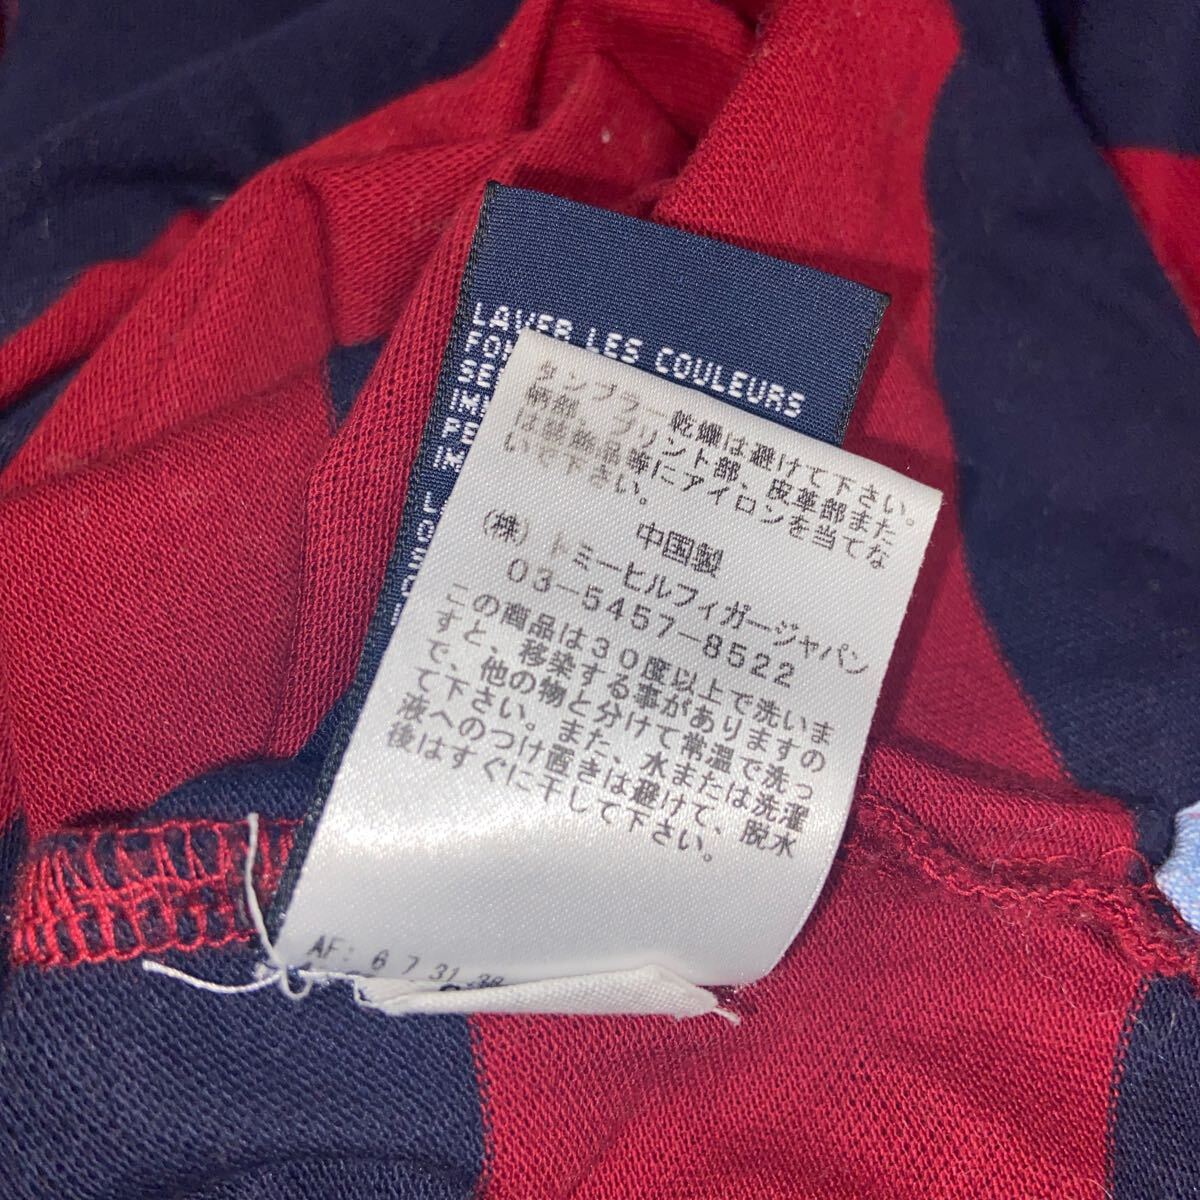 LAVER LES COULEURS
FON
SE
IM
PE
IM
タンブラー乾燥は避けて下さい。
柄部、プリント部、皮革部また
は装飾品等にアイロンを当てな
いで下さい。
中国製
(株)トミーヒルフィガージャパン
03-5457-8522
この商品は30度以上で洗いま
すと、移染する事がありますの
で、他の物と分けて常温で洗っ
て下さい。また、水または洗濯
液へのつけ置きは避けて、脱水
後はすぐに干して下さい。
AF: 6 7 31 38